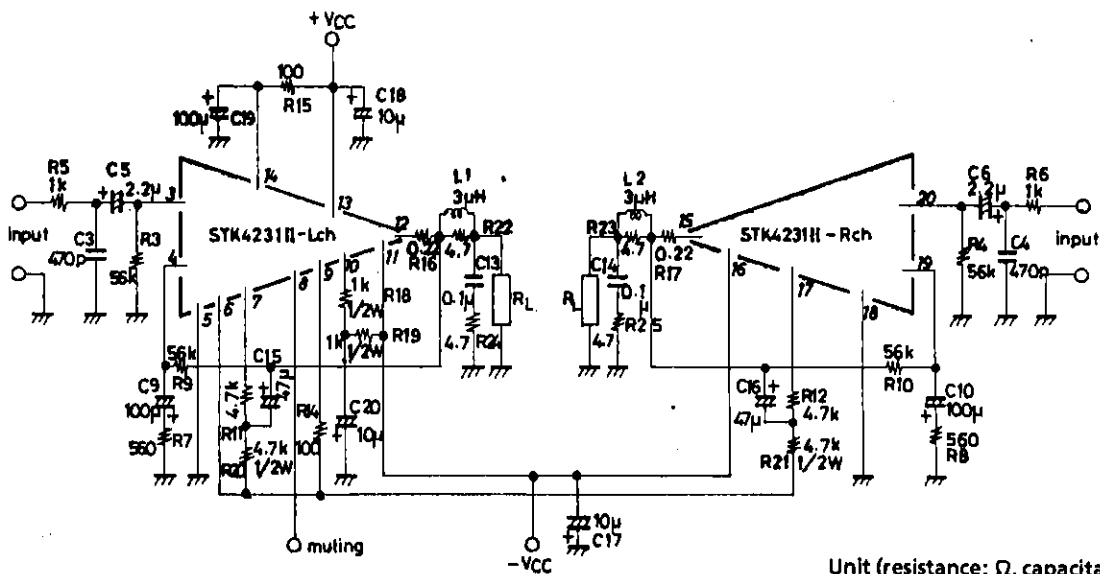 + VCC
100
R15
+
100µ
C19
+
C18
10µ
R5
1k
C5
+
2.2µ
3
14
13
input
C3
470p
R3
56k
STK4231II-Lch
4
12
L1
3µH
0.22
R16
4.7
R22
C13
0.1µ
4.7
R24
RL
5
6
7
8
9
10
11
1k
1/2W
R18
1k
R19
1/2W
56k
R9
C9
100µ
+
R7
560
C15
+
47µ
4.7k
R11
4.7k
1/2W
R20
R14
100
C20
+
10µ
muting
-VCC
10µ
+
C17
L2
3µH
R23
4.7
0.22
R17
C14
0.1
µ
R25
4.7
RL
15
STK4231II-Rch
16
17
18
20
19
C6
2.2µ
+
R6
1k
R4
56k
C4
470p
input
56k
R10
C16
+
47µ
R12
4.7k
4.7k
R21
1/2W
C10
+
100µ
560
R8
Unit (resistance: Ω, capacita